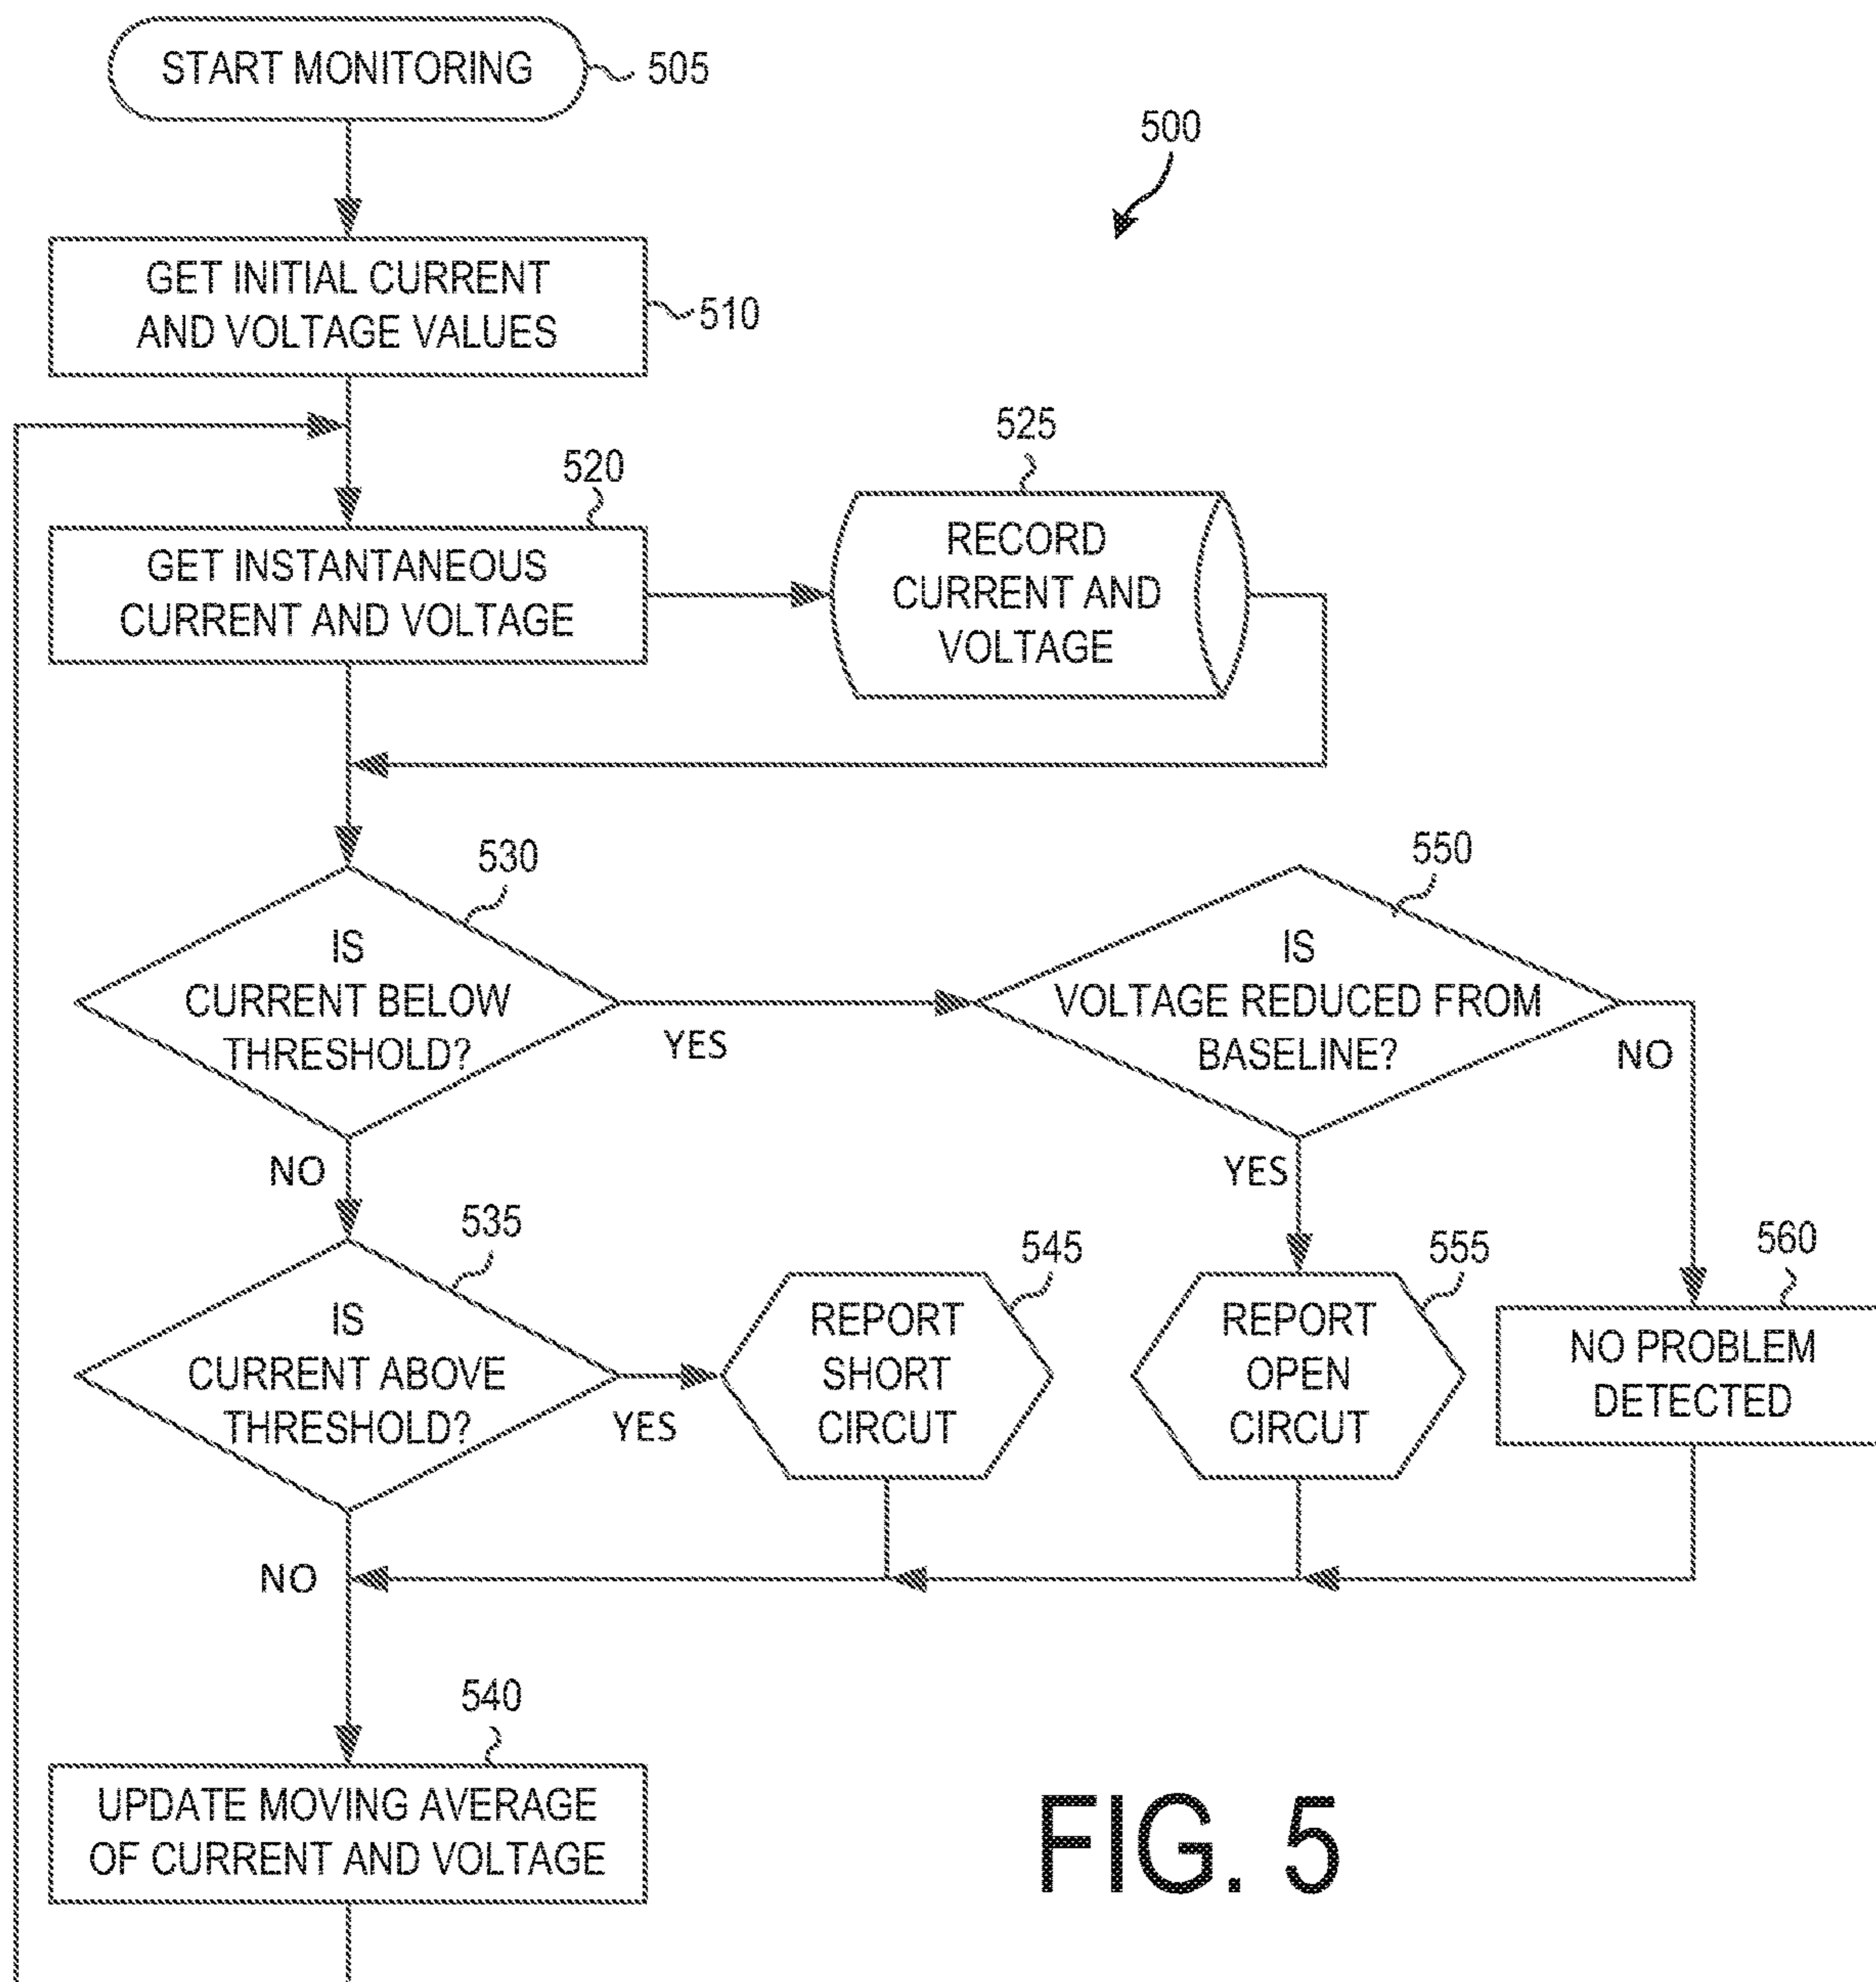 START MONITORING
505
500
GET INITIAL CURRENT
AND VOLTAGE VALUES
510
520
GET INSTANTANEOUS
CURRENT AND VOLTAGE
525
RECORD
CURRENT AND
VOLTAGE
530
IS
CURRENT BELOW
THRESHOLD?
YES
NO
550
IS
VOLTAGE REDUCED FROM
BASELINE?
NO
YES
535
IS
CURRENT ABOVE
THRESHOLD?
YES
NO
545
REPORT
SHORT
CIRCUT
555
REPORT
OPEN
CIRCUT
560
NO PROBLEM
DETECTED
540
UPDATE MOVING AVERAGE
OF CURRENT AND VOLTAGE
FIG. 5